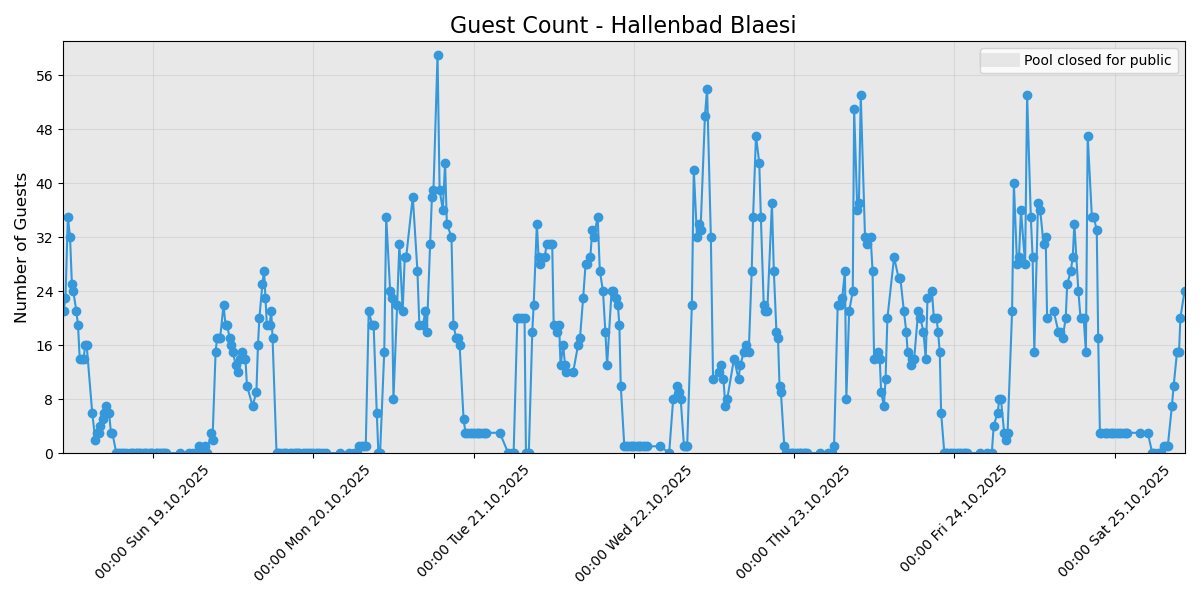 Guest Count - Hallenbad Blaesi
Pool closed for public
Number of Guests
56
48
40
32
24
16
8
0
00:00 Sun 19.10.2025
00:00 Mon 20.10.2025
00:00 Tue 21.10.2025
00:00 Wed 22.10.2025
00:00 Thu 23.10.2025
00:00 Fri 24.10.2025
00:00 Sat 25.10.2025